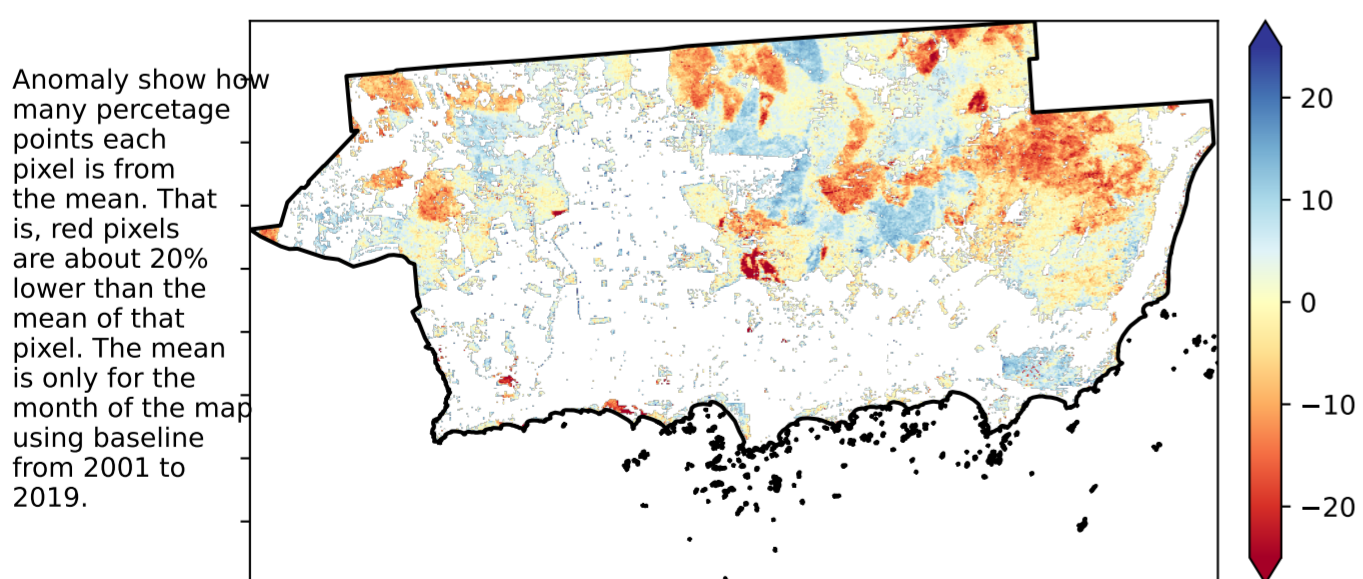 Anomaly show how
many percetage
points each
pixel is from
the mean. That
is, red pixels
are about 20%
lower than the
mean of that
pixel. The mean
is only for the
month of the map
using baseline
from 2001 to
2019.
20
10
0
−10
−20